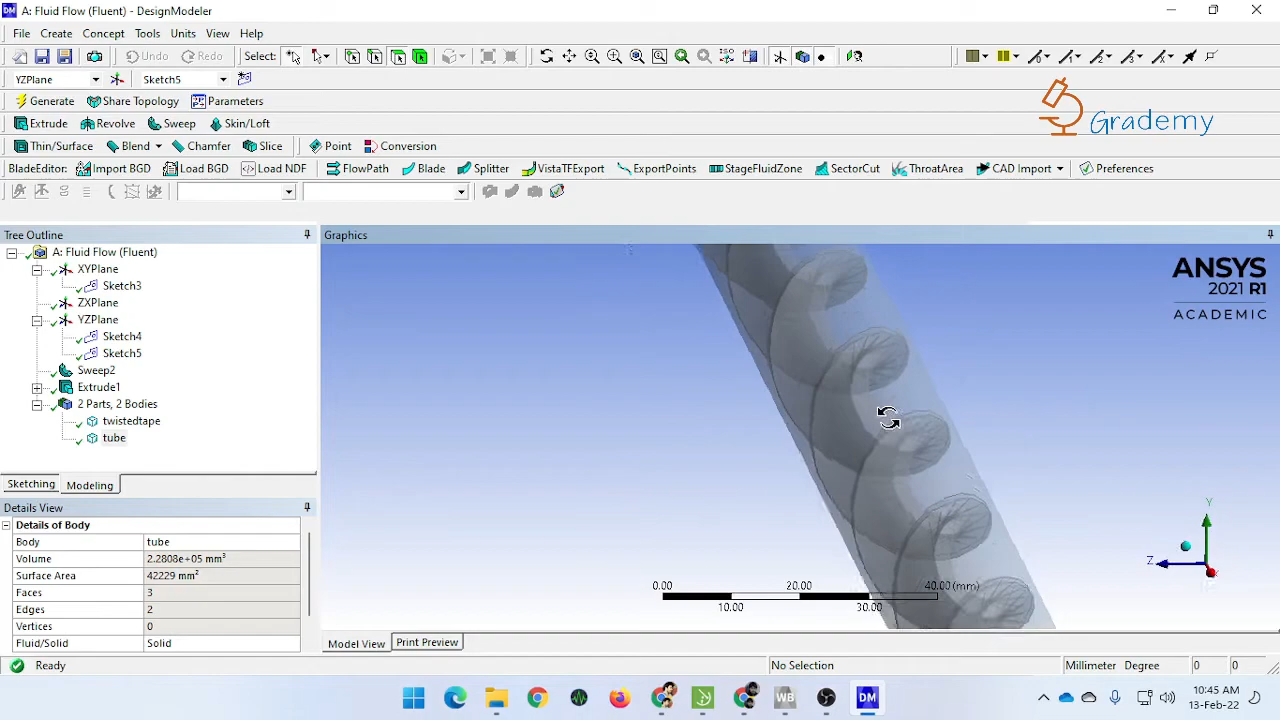 A: Fluid Flow (Fluent) - DesignModeler
File Create Concept Tools Units View Help
Undo Redo Select:
YZPlane Sketch5
Generate Share Topology Parameters
Extrude Revolve Sweep Skin/Loft
Thin/Surface Blend Chamfer Slice Point Conversion
BladeEditor: Import BGD Load BGD Load NDF FlowPath Blade Splitter VistaTFExport ExportPoints StageFluidZone SectorCut ThroatArea CAD Import Preferences
Grademy
Tree Outline
A: Fluid Flow (Fluent)
XYPlane
Sketch3
ZXPlane
YZPlane
Sketch4
Sketch5
Sweep2
Extrude1
2 Parts, 2 Bodies
twistedtape
tube
Sketching Modeling
Details View
Details of Body
Body tube
Volume 2.2808e+05 mm³
Surface Area 42229 mm²
Faces 3
Edges 2
Vertices 0
Fluid/Solid Solid
Graphics
ANSYS
2021 R1
ACADEMIC
Y
Z
X
0.00 20.00 40.00 (mm)
10.00 30.00
Model View Print Preview
Ready No Selection Millimeter Degree 0 0
DM
WB
DM
10:45 AM
13-Feb-22